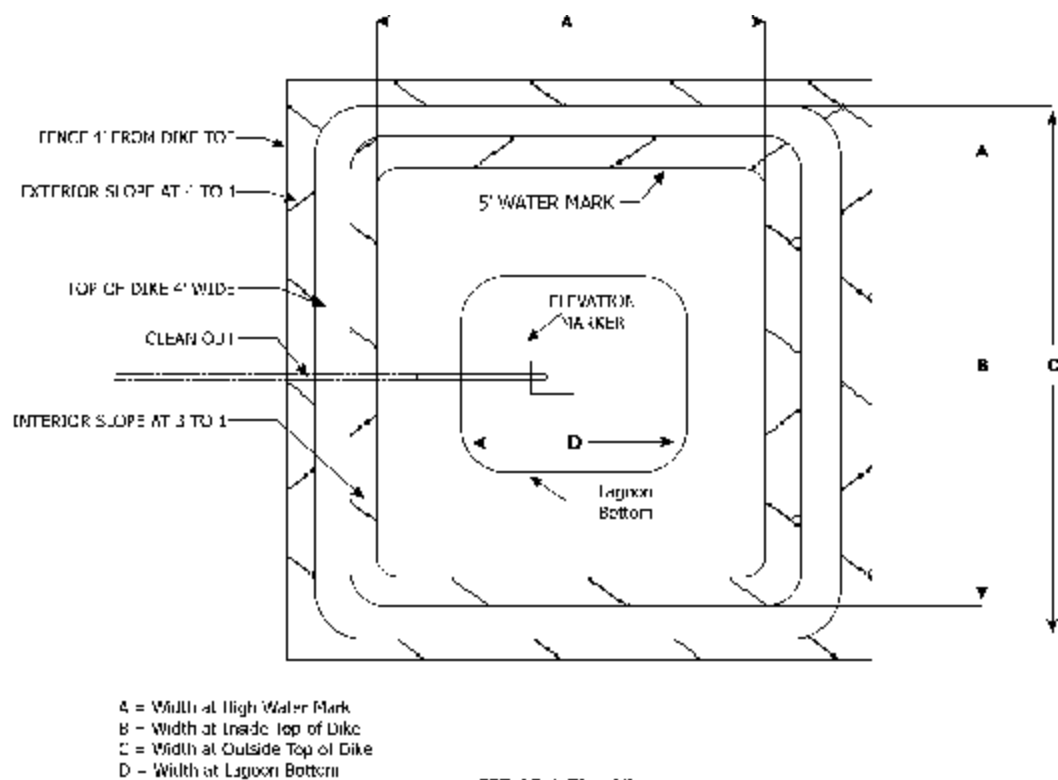 A
FENCE 4' FROM DIKE TOE
EXTERIOR SLOPE AT 4 TO 1
5' WATER MARK
TOP OF DIKE 4' WIDE
ELEVATION
MARKER
CLEAN OUT
INTERIOR SLOPE AT 3 TO 1
A
B
C
D
Lagoon
Bottom
A = Width at High Water Mark
B = Width at Inside Top of Dike
C = Width at Outside Top of Dike
D = Width at Lagoon Bottom